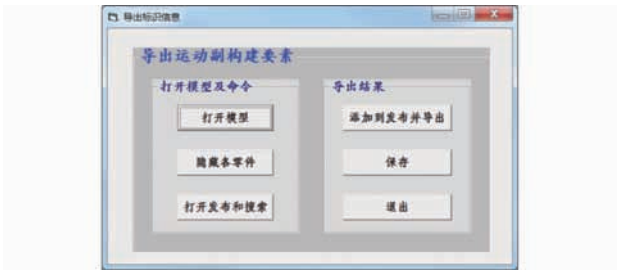 导出标识信息
导出运动副构建要素
打开模型及命令
打开模型
隐藏各零件
打开发布和搜索
导出结果
添加到发布并导出
保存
退出